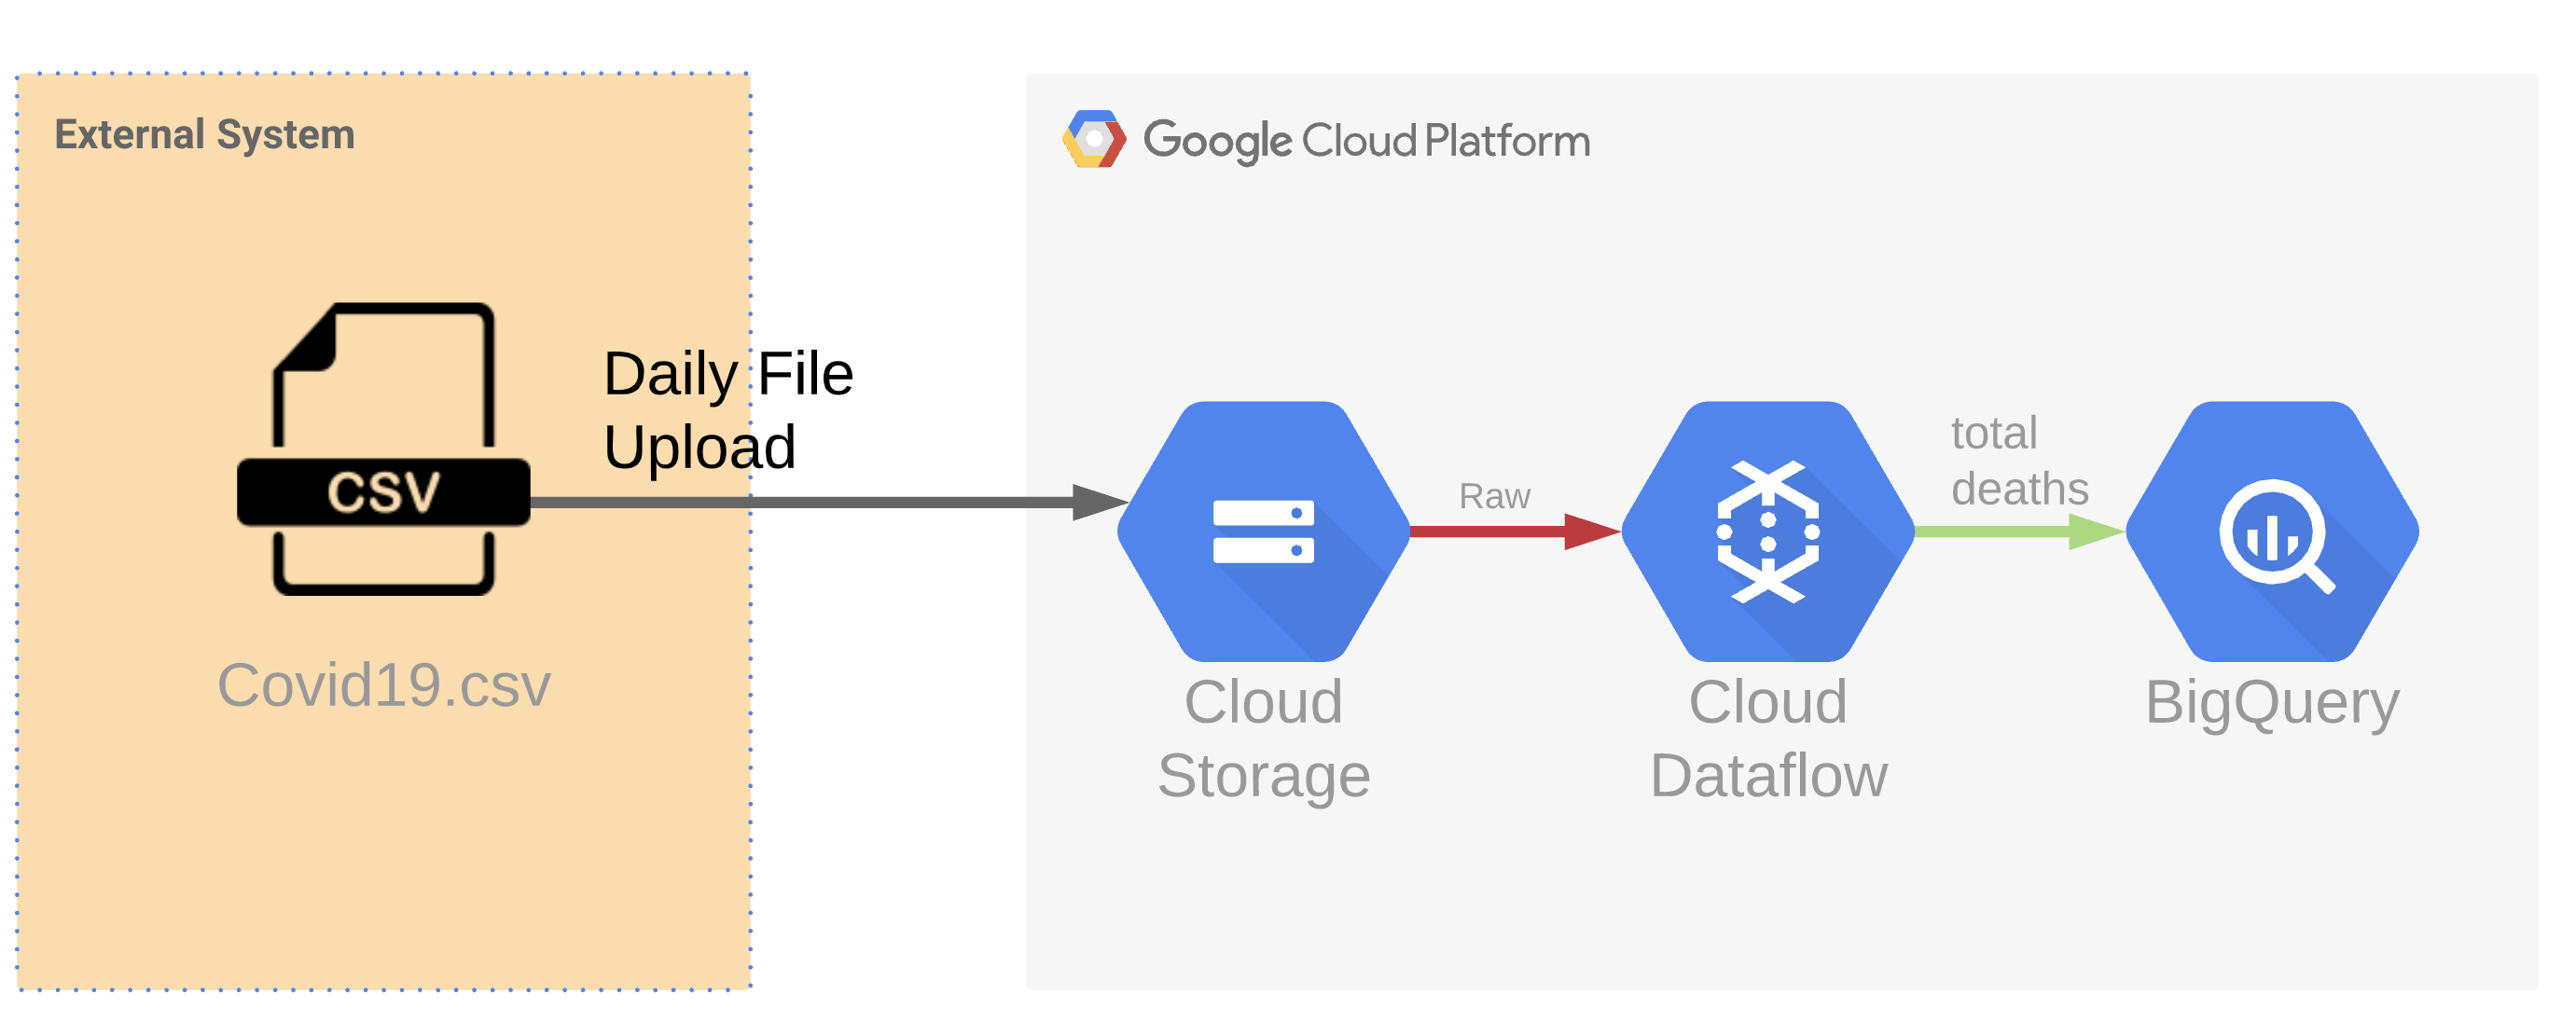 External System
Google Cloud Platform
Daily File
Upload
CSV
Covid19.csv
Raw
total
deaths
Cloud
Storage
Cloud
Dataflow
BigQuery